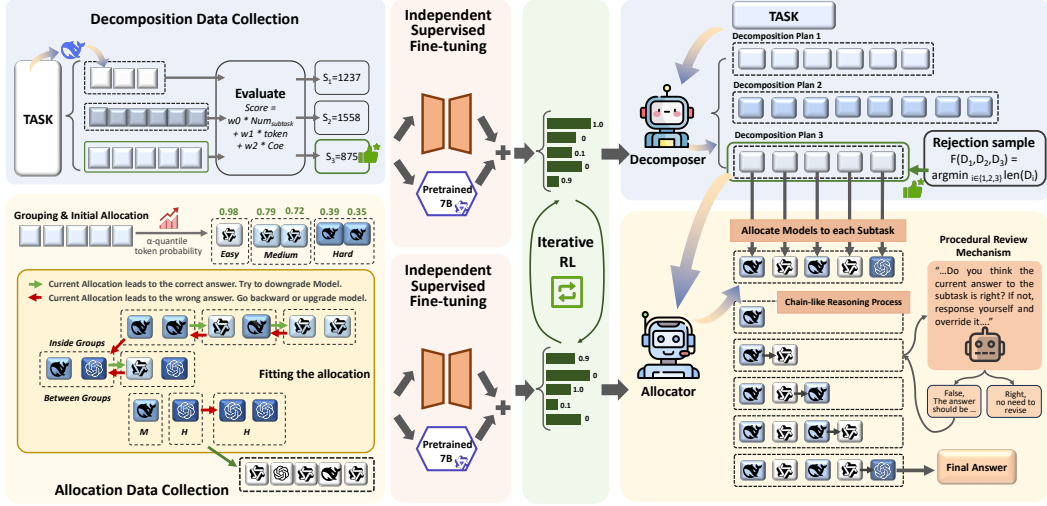 Decomposition Data Collection
TASK
Evaluate
Score =
w0 * Num_subtask
+ w1 * token
+ w2 * Coe
S₁=1237
S₂=1558
S₃=875
Grouping & Initial Allocation
α-quantile
token probability
0.98
0.79 0.72
0.39 0.35
Easy
Medium
Hard
Current Allocation leads to the correct answer. Try to downgrade Model.
Current Allocation leads to the wrong answer. Go backward or upgrade model.
Inside Groups
Between Groups
Fitting the allocation
M
H
H
Allocation Data Collection
Independent
Supervised
Fine-tuning
Pretrained
7B
Independent
Supervised
Fine-tuning
Pretrained
7B
1.0
0
0.1
0
0.9
Iterative
RL
0.9
0
1.0
0.1
0
TASK
Decomposer
Decomposition Plan 1
Decomposition Plan 2
Decomposition Plan 3
Rejection sample
F(D₁,D₂,D₃) =
argmin i∈{1,2,3} len(Dᵢ)
Allocator
Allocate Models to each Subtask
Chain-like Reasoning Process
Procedural Review
Mechanism
“...Do you think the
current answer to the
subtask is right? If not,
response yourself and
override it....”
False,
The answer
should be ...
Right,
no need to
revise
Final Answer